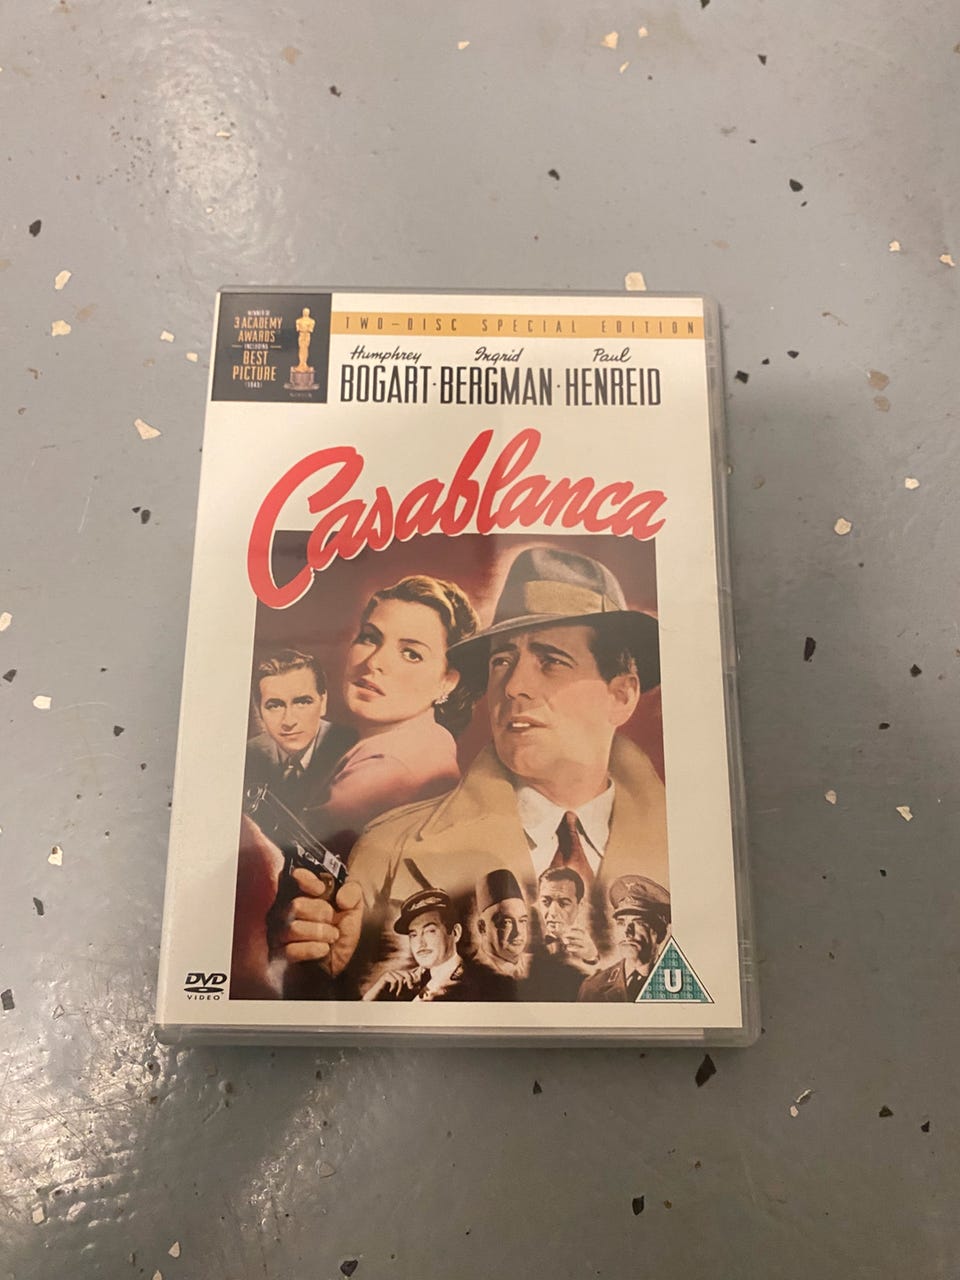 WINNER OF
3 ACADEMY
AWARDS
INCLUDING
BEST
PICTURE
(1943)
TWO-DISC SPECIAL EDITION
Humphrey Ingrid Paul
BOGART · BERGMAN · HENREID
Casablanca
DVD
VIDEO
U